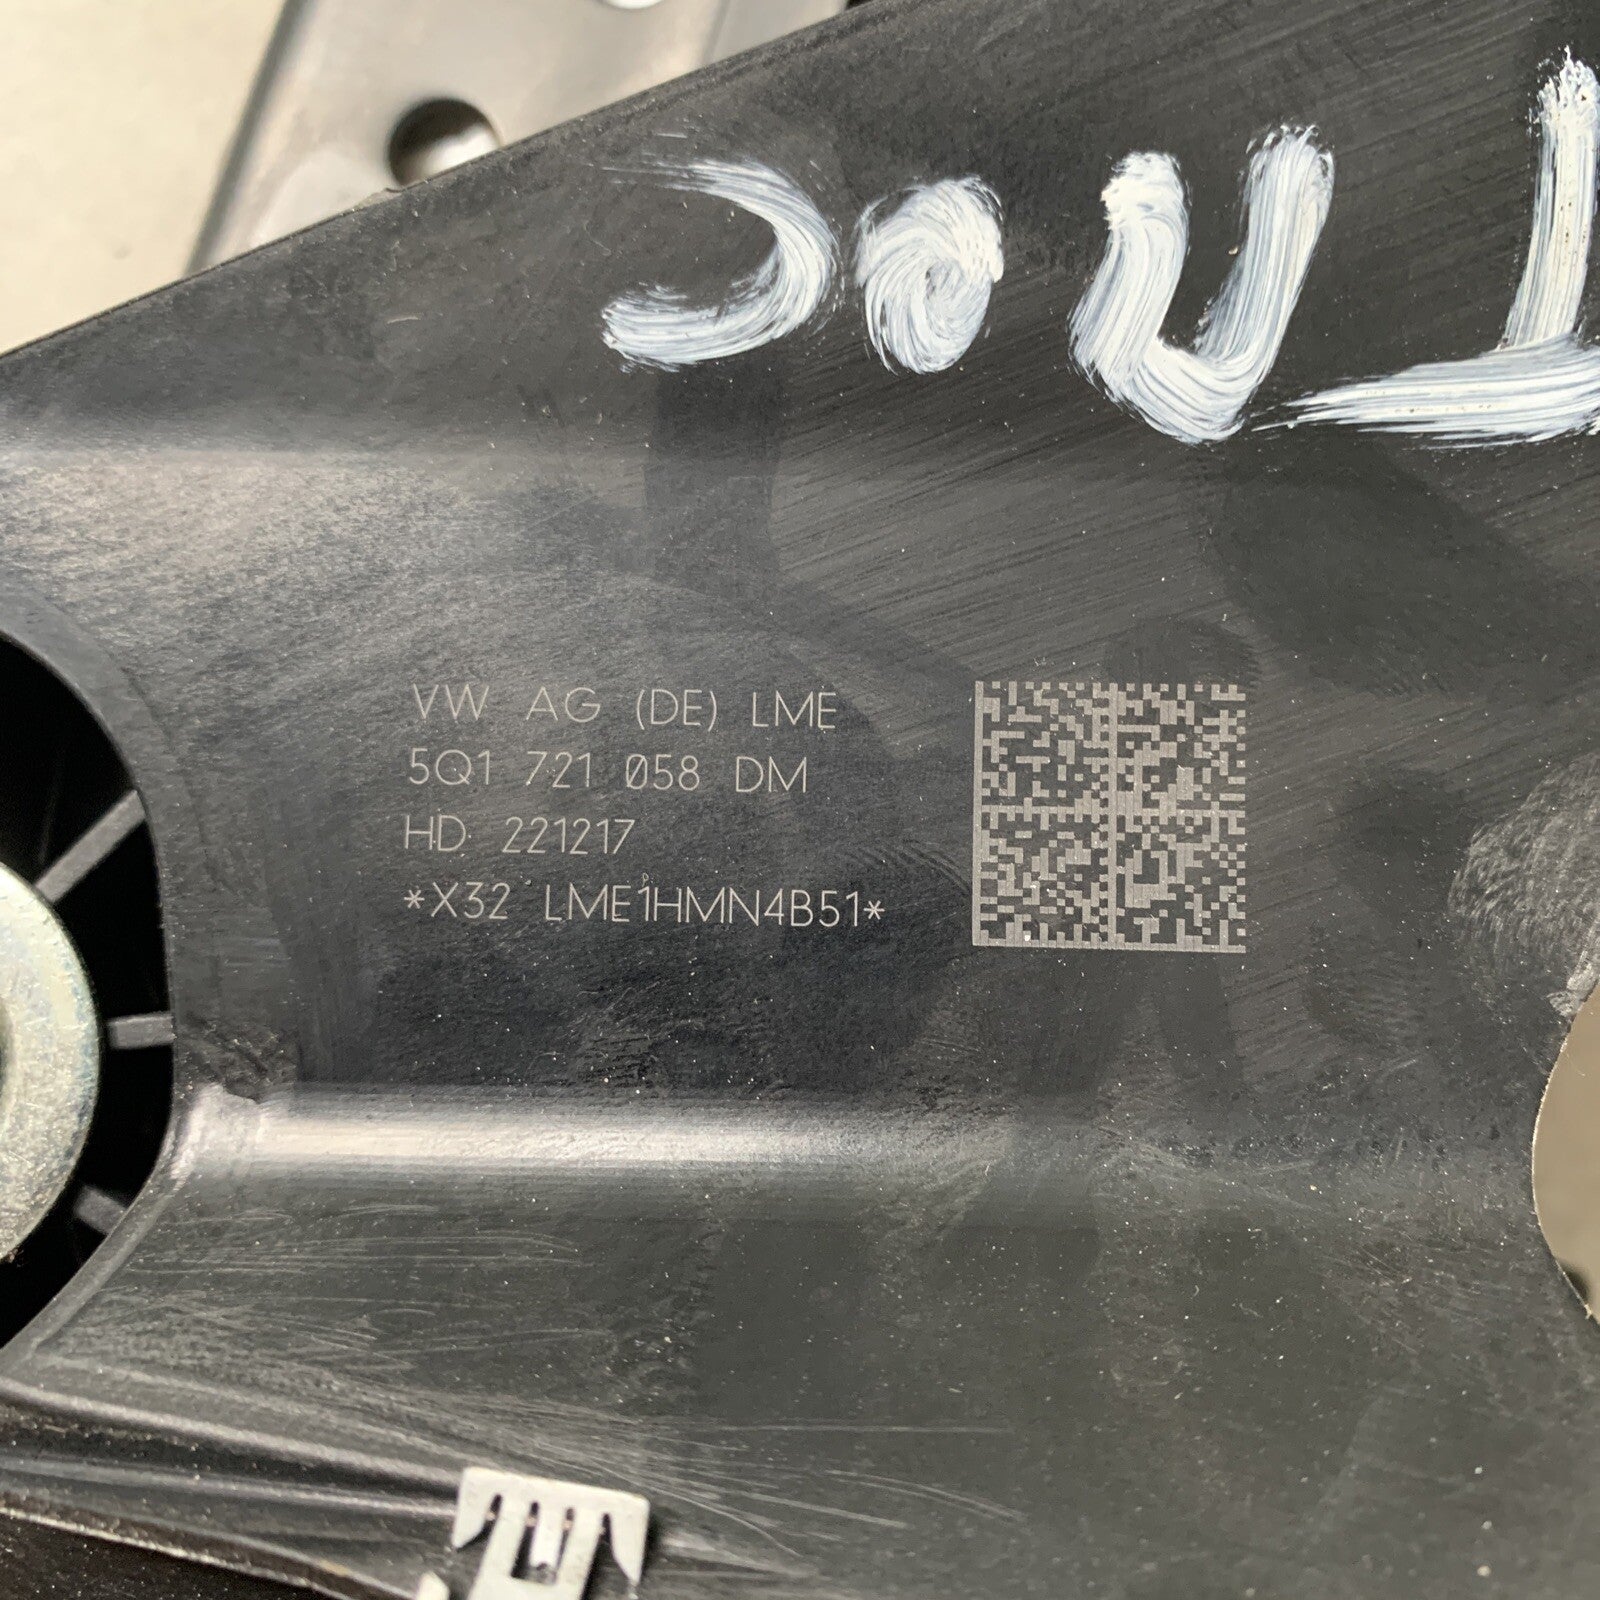 VW AG (DE) LME
5Q1 721 058 DM
HD 221217
*X32 LME1HMN4B51*